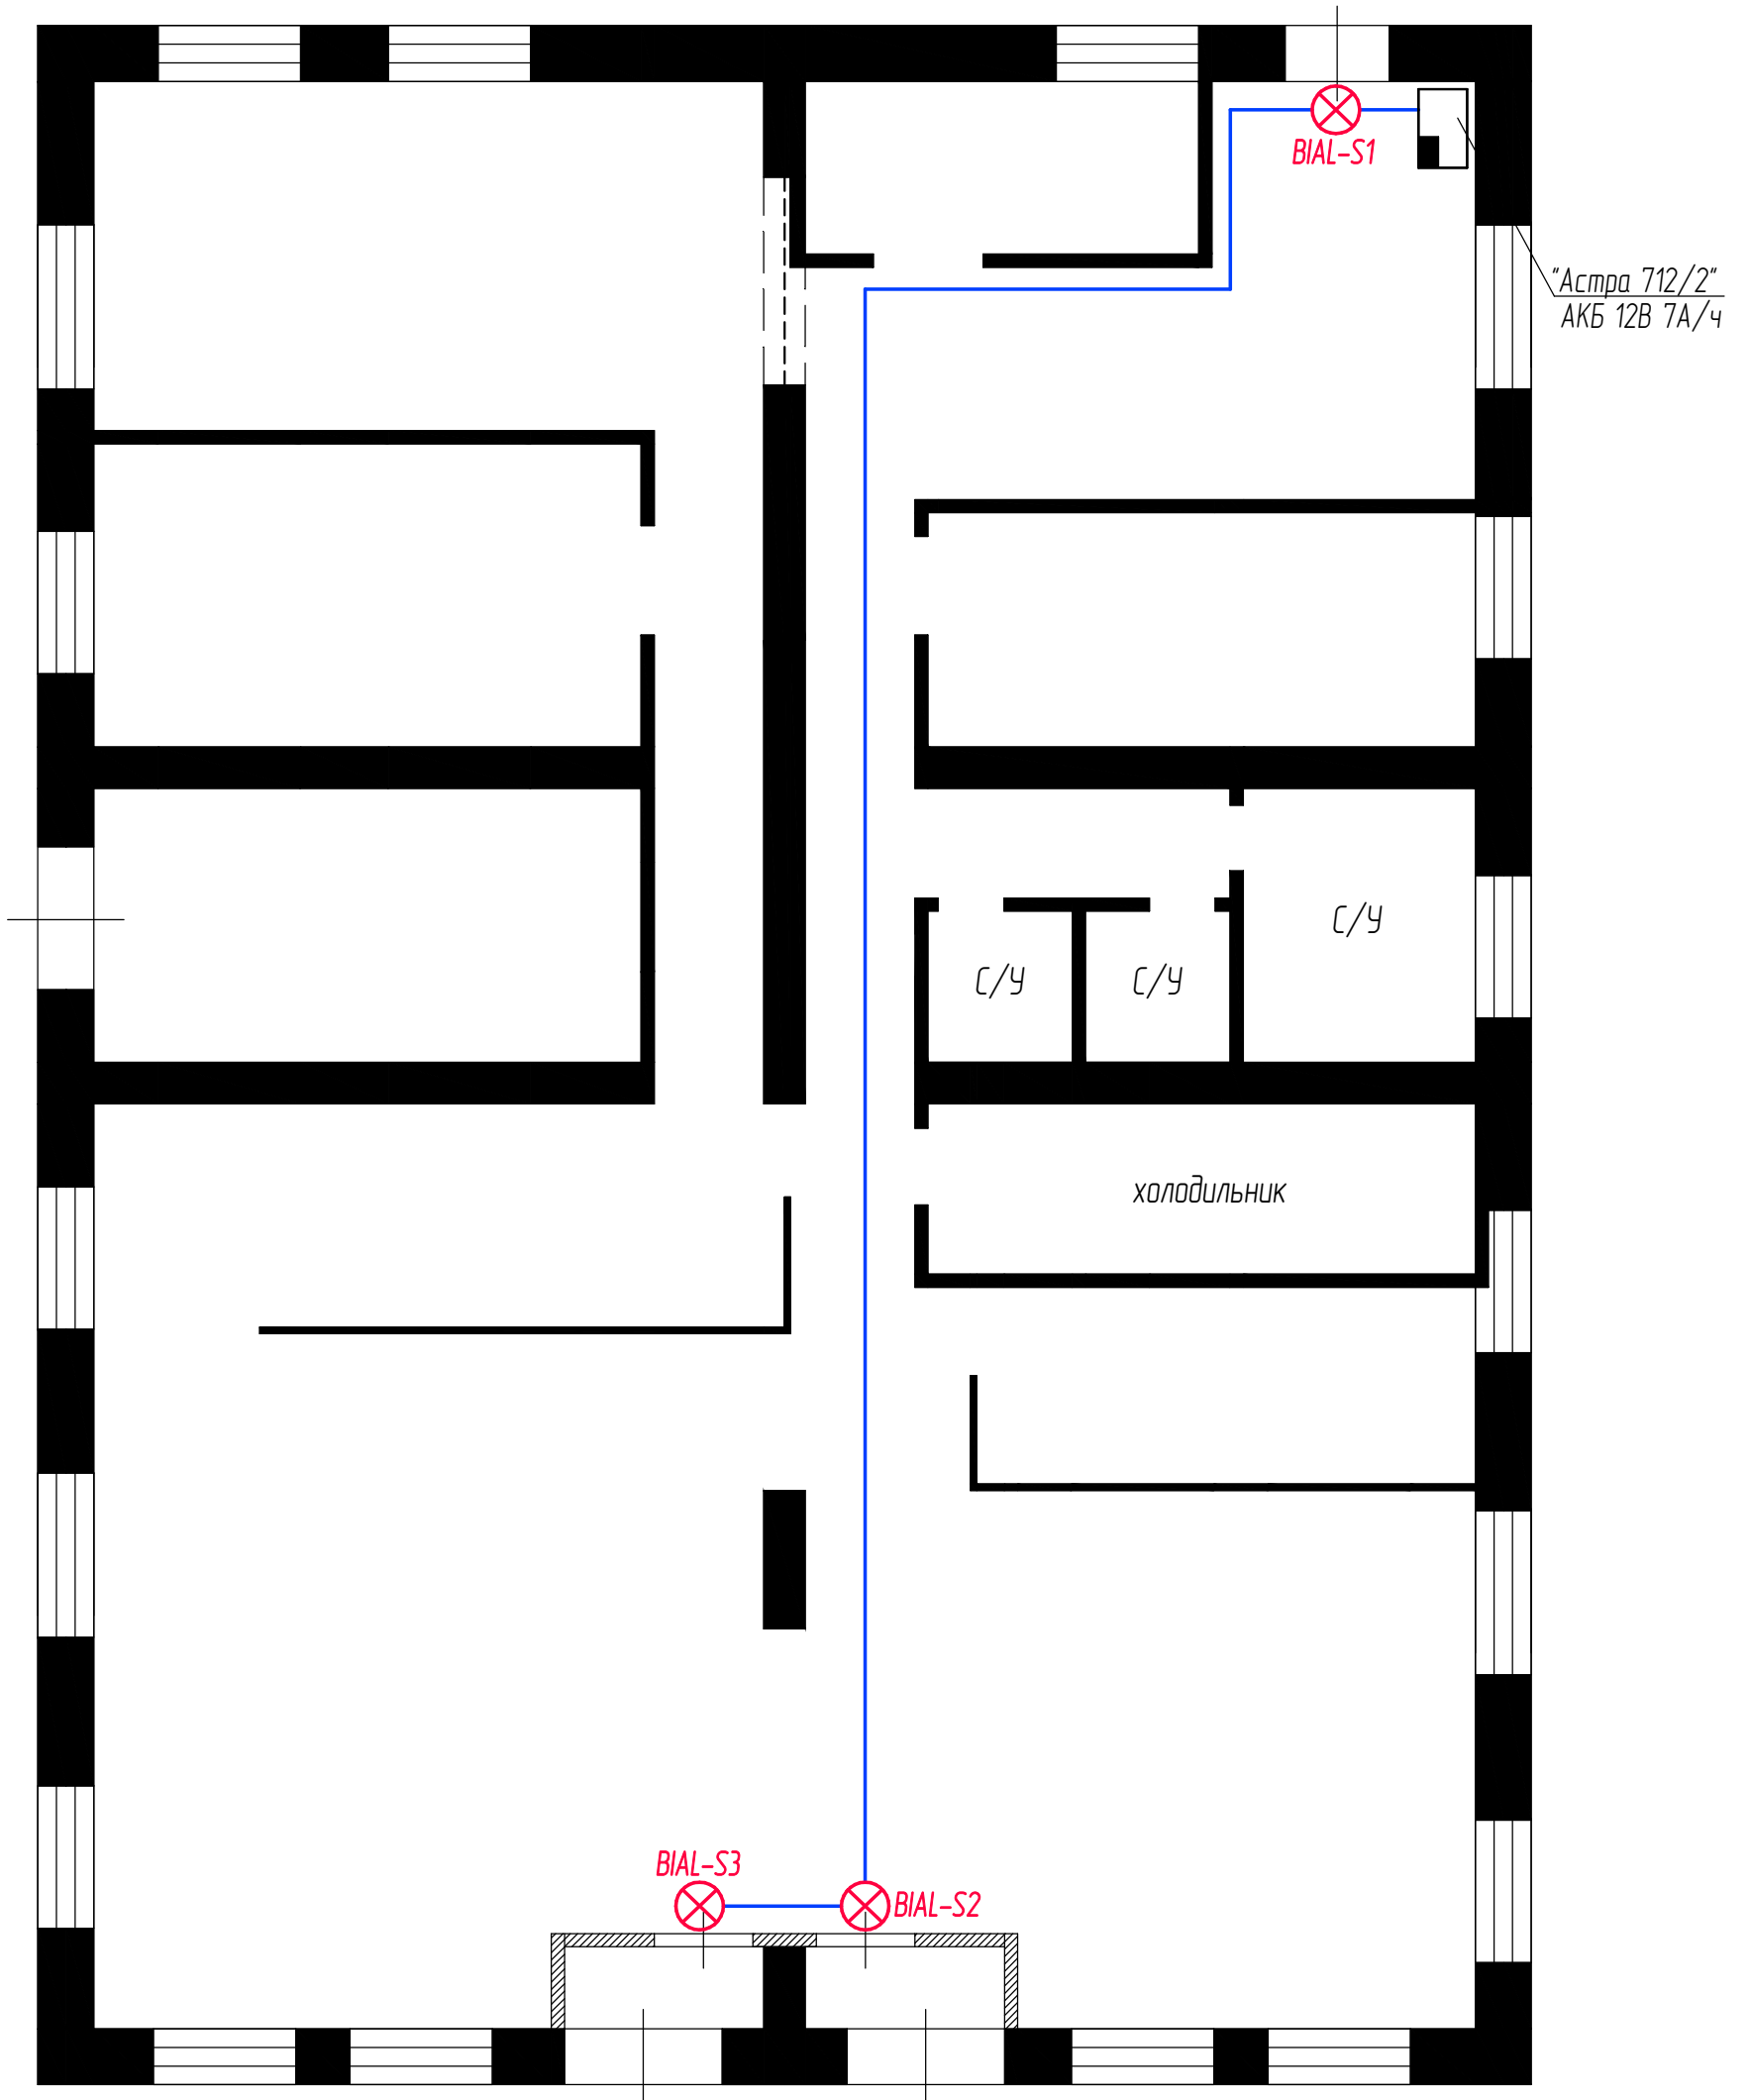 BIAL-S1
"Астра 712/2"
АКБ 12В 7А/ч
С/У
С/У
С/У
холодильник
BIAL-S3
BIAL-S2